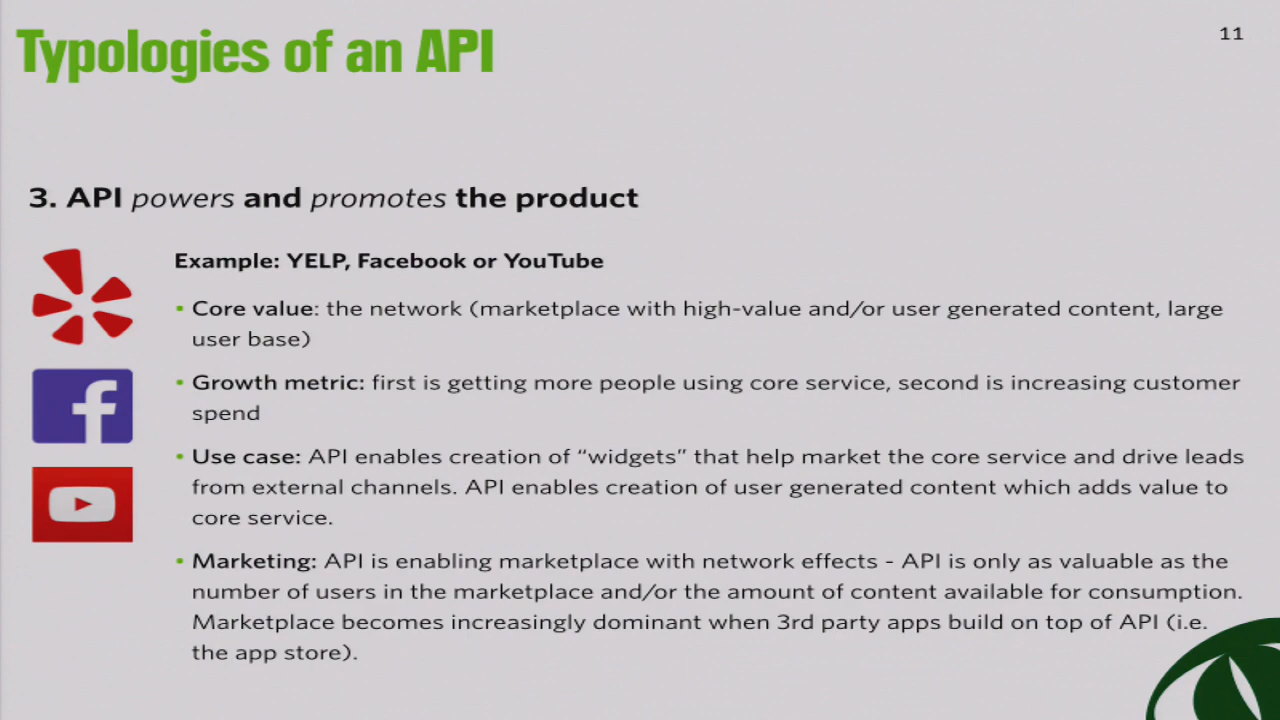 Typologies of an API
11
3. API powers and promotes the product
Example: YELP, Facebook or YouTube
▪ Core value: the network (marketplace with high-value and/or user generated content, large
user base)
▪ Growth metric: first is getting more people using core service, second is increasing customer
spend
▪ Use case: API enables creation of “widgets” that help market the core service and drive leads
from external channels. API enables creation of user generated content which adds value to
core service.
▪ Marketing: API is enabling marketplace with network effects - API is only as valuable as the
number of users in the marketplace and/or the amount of content available for consumption.
Marketplace becomes increasingly dominant when 3rd party apps build on top of API (i.e.
the app store).